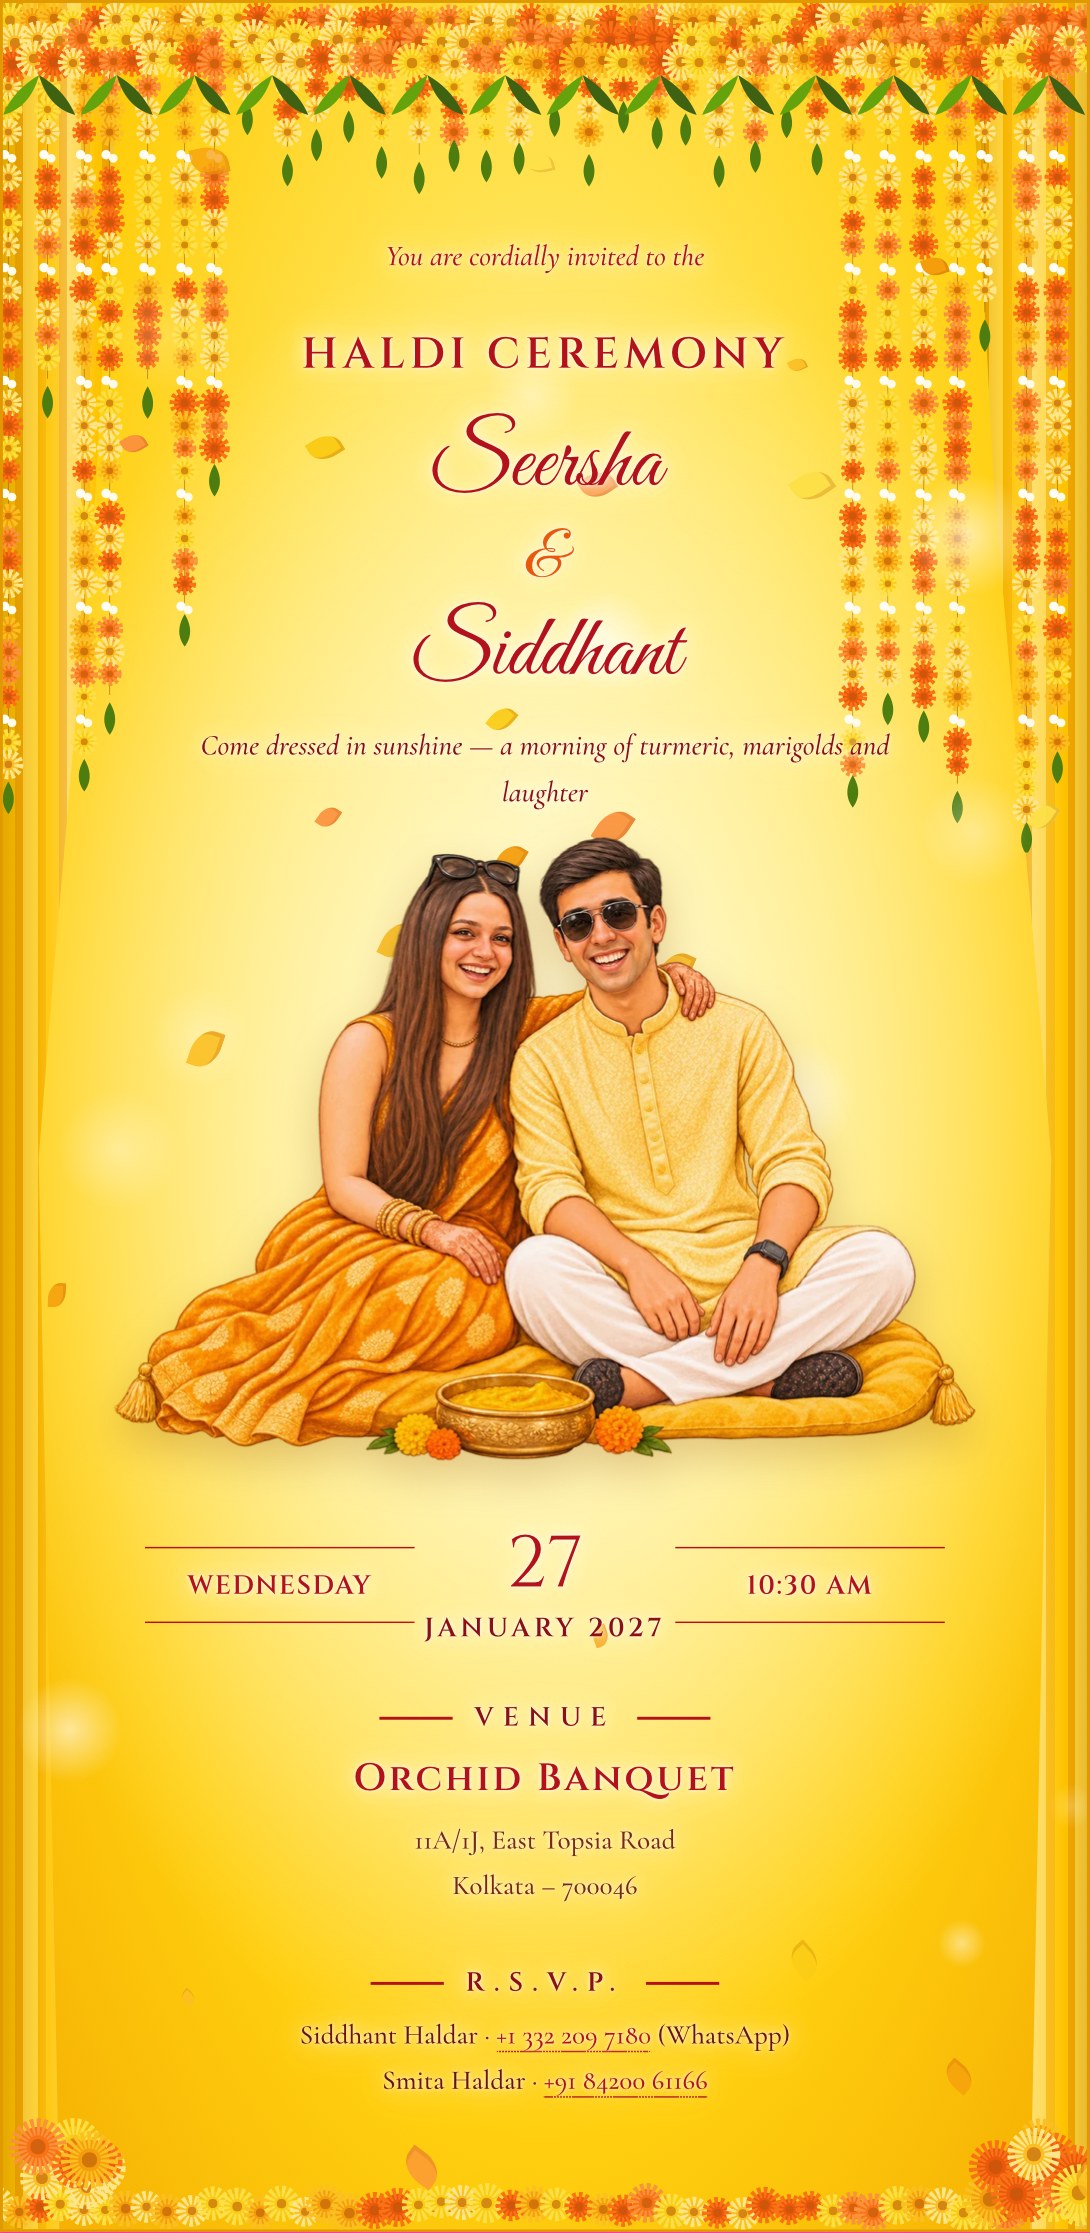 You are cordially invited to the
HALDI CEREMONY
Seersha
&
Siddhant
Come dressed in sunshine — a morning of turmeric, marigolds and
laughter
WEDNESDAY
27
JANUARY 2027
10:30 AM
VENUE
Orchid Banquet
11A/1J, East Topsia Road
Kolkata – 700046
R.S.V.P.
Siddhant Haldar · +1 332 209 7180 (WhatsApp)
Smita Haldar · +91 84200 61166